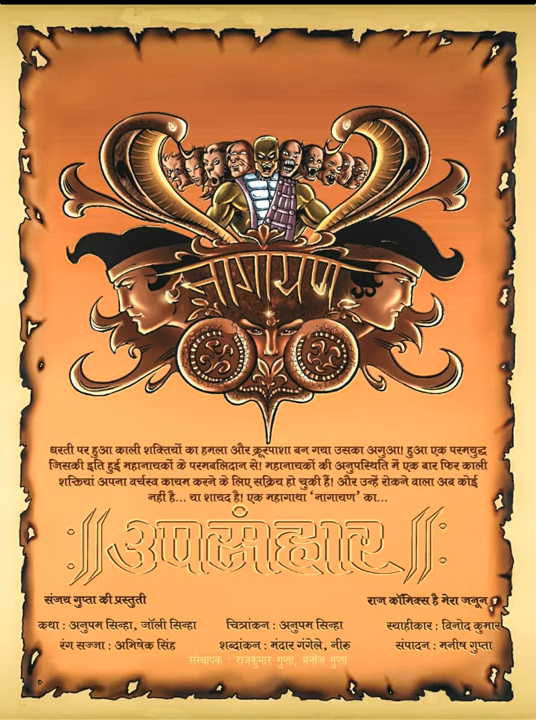 नागायण
धरती पर हुआ काली शक्तियों का हमला और क्रूरपाशा बन गया उसका अगुआ! हुआ एक परमयुद्ध
जिसकी इति हुई महानायकों के परमबलिदान से! महानायकों की अनुपस्थिति में एक बार फिर काली
शक्तियां अपना वर्चस्व कायम करने के लिए सक्रिय हो चुकी हैं! और उन्हें रोकने वाला अब कोई
नहीं है... या शायद है! एक महागाथा ‘नागायण’ का...
:॥उपसंहार॥:
संजय गुप्ता की प्रस्तुती
राज कॉमिक्स है मेरा जनून
कथा : अनुपम सिन्हा, जॉली सिन्हा
चित्रांकन : अनुपम सिन्हा
स्याहीकार : विनोद कुमार
रंग सज्जा : अभिषेक सिंह
शब्दांकन : मंदार गंगेले, नीरु
संपादन : मनीष गुप्ता
संस्थापक : राजकुमार गुप्ता, मनोज गुप्ता